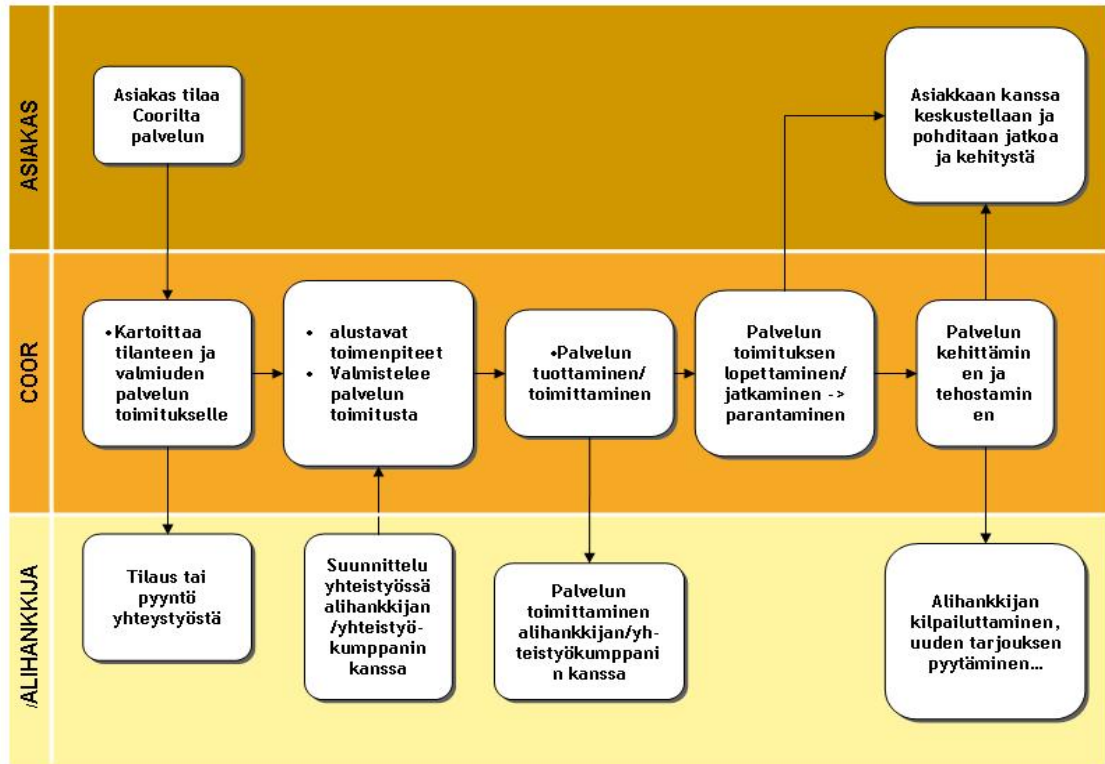 ASIAKAS
Asiakas tilaa
Coorilta
palvelun
Asiakkaan kanssa
keskustellaan ja
pohditaan jatkoa
ja kehitystä
COOR
•Kartoittaa
tilanteen ja
valmiuden
palvelun
toimitukselle
• alustavat
toimenpiteet
• Valmistelee
palvelun
toimitusta
•Palvelun
tuottaminen/
toimittaminen
Palvelun
toimituksen
lopettaminen/
jatkaminen ->
parantaminen
Palvelun
kehittämin
en ja
tehostamin
en
/ALIHANKKIJA
Tilaus tai
pyyntö
yhteystyöstä
Suunnittelu
yhteistyössä
alihankkijan
/yhteistyö-
kumppanin
kanssa
Palvelun
toimittaminen
alihankkijan/yh-
teistyökumppani
n kanssa
Alihankkijan
kilpailuttaminen,
uuden tarjouksen
pyytäminen...